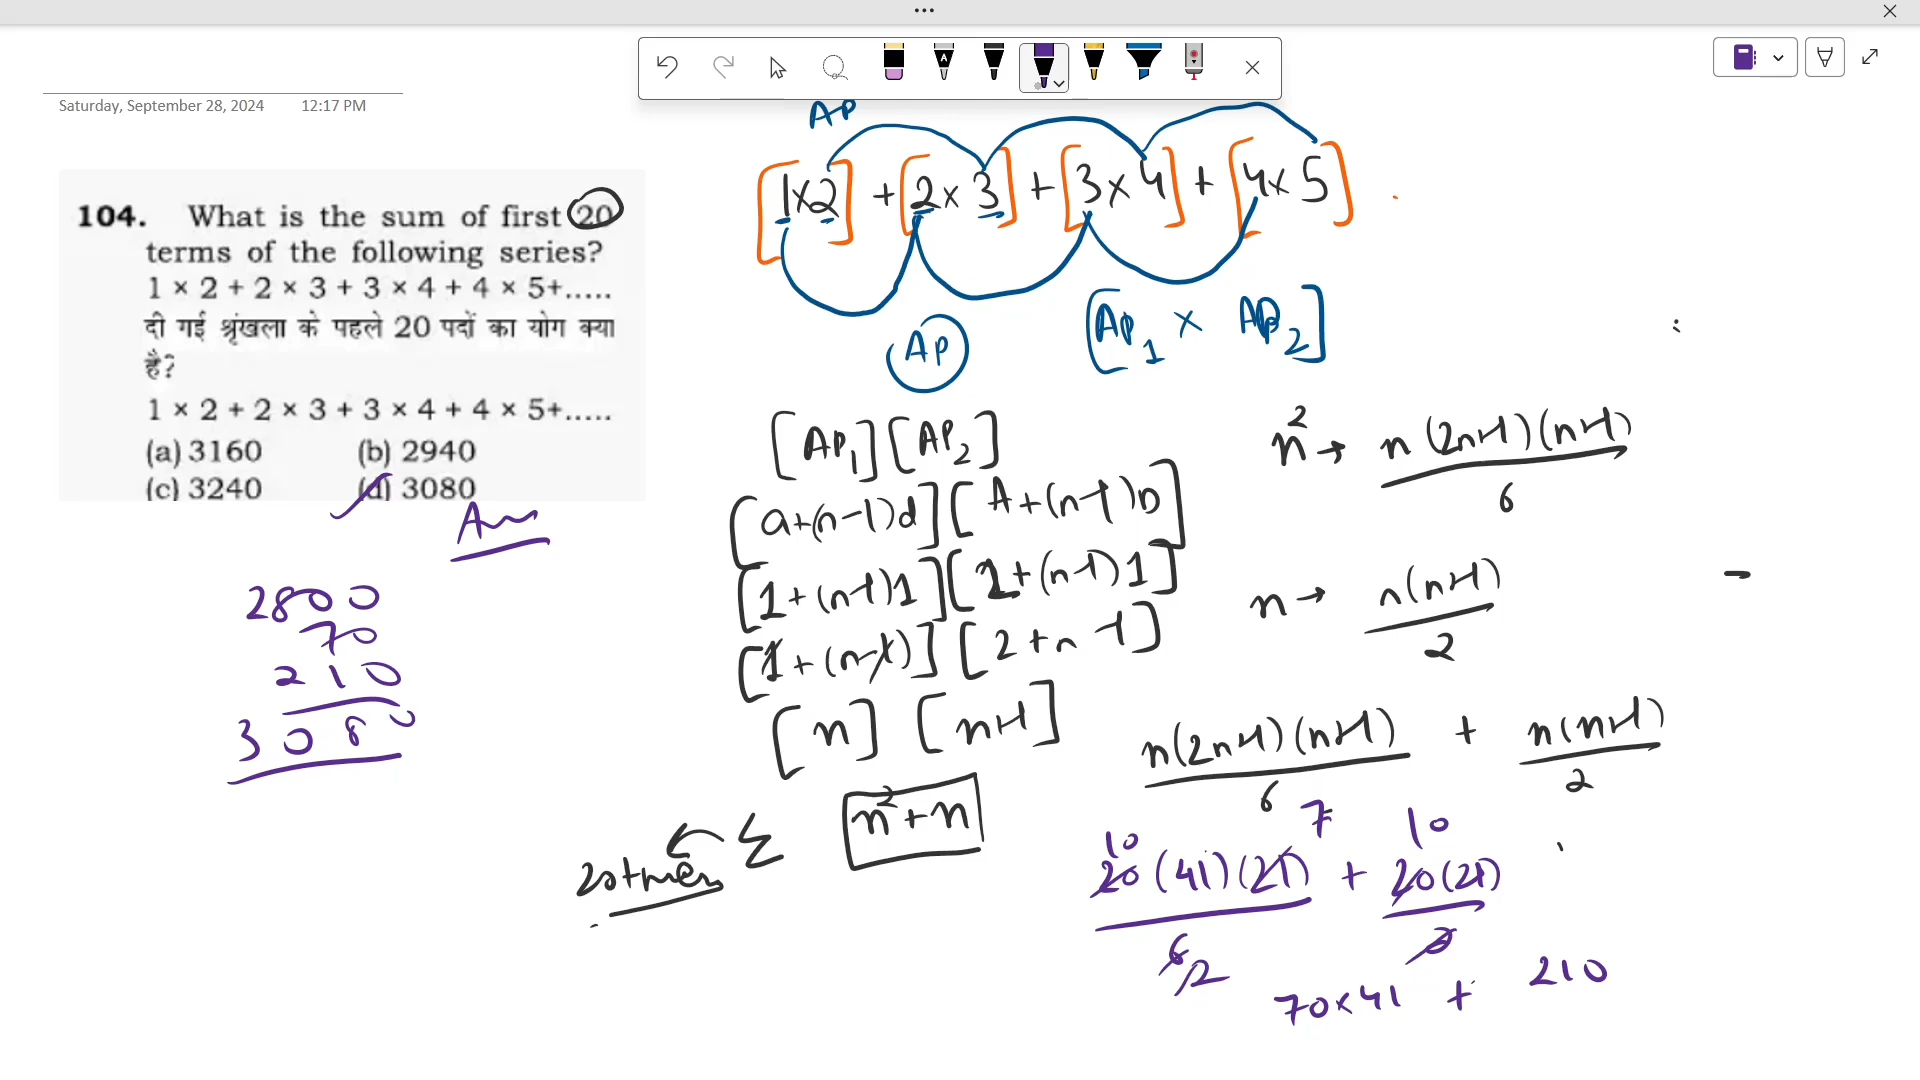 Saturday, September 28, 2024 12:17 PM
104. What is the sum of first 20
terms of the following series?
1 × 2 + 2 × 3 + 3 × 4 + 4 × 5+.....
दी गई श्रृंखला के पहले 20 पदों का योग क्या
है?
1 × 2 + 2 × 3 + 3 × 4 + 4 × 5+.....
(a) 3160 (b) 2940
(c) 3240 (d) 3080
Ans
2800
70
210
3080
AP
[1×2] + [2×3] + [3×4] + [4×5]
AP
[AP1 × AP2]
[AP1][AP2]
[a+(n-1)d][A+(n-1)D]
[1+(n-1)1][2+(n-1)1]
[1+(n-1)][2+n-1]
[n][n+1]
Σ n²+n
n² → n(2n+1)(n+1)
6
n → n(n+1)
2
n(2n+1)(n+1) + n(n+1)
6 2
10 7 10
20(41)(21) + 20(21)
6 2
2
70×41 + 210